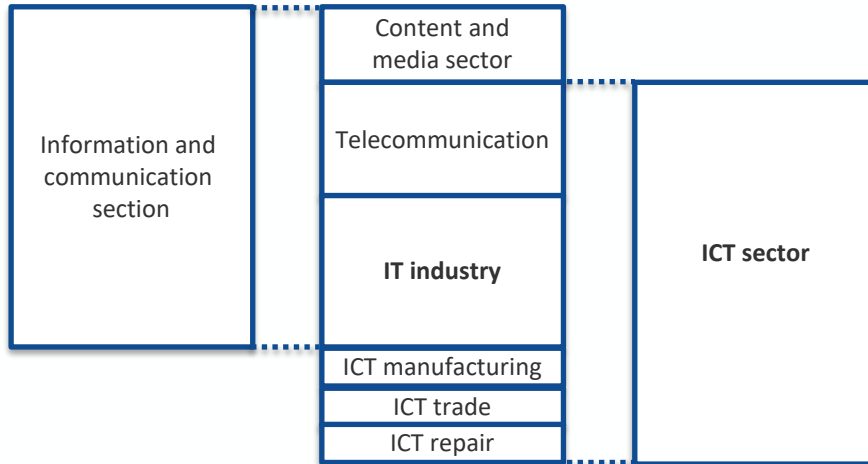 Information and
communication
section
Content and
media sector
Telecommunication
IT industry
ICT manufacturing
ICT trade
ICT repair
ICT sector